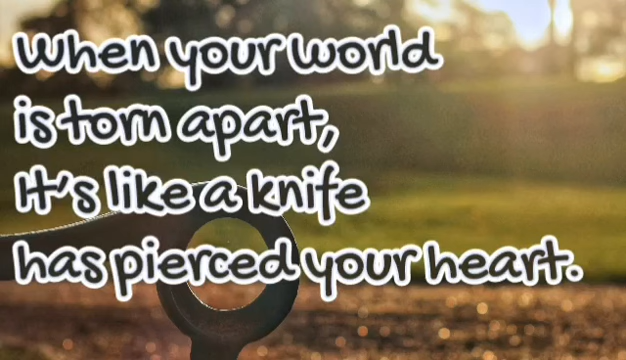 When your world
is torn apart,
It's like a knife
has pierced your heart.